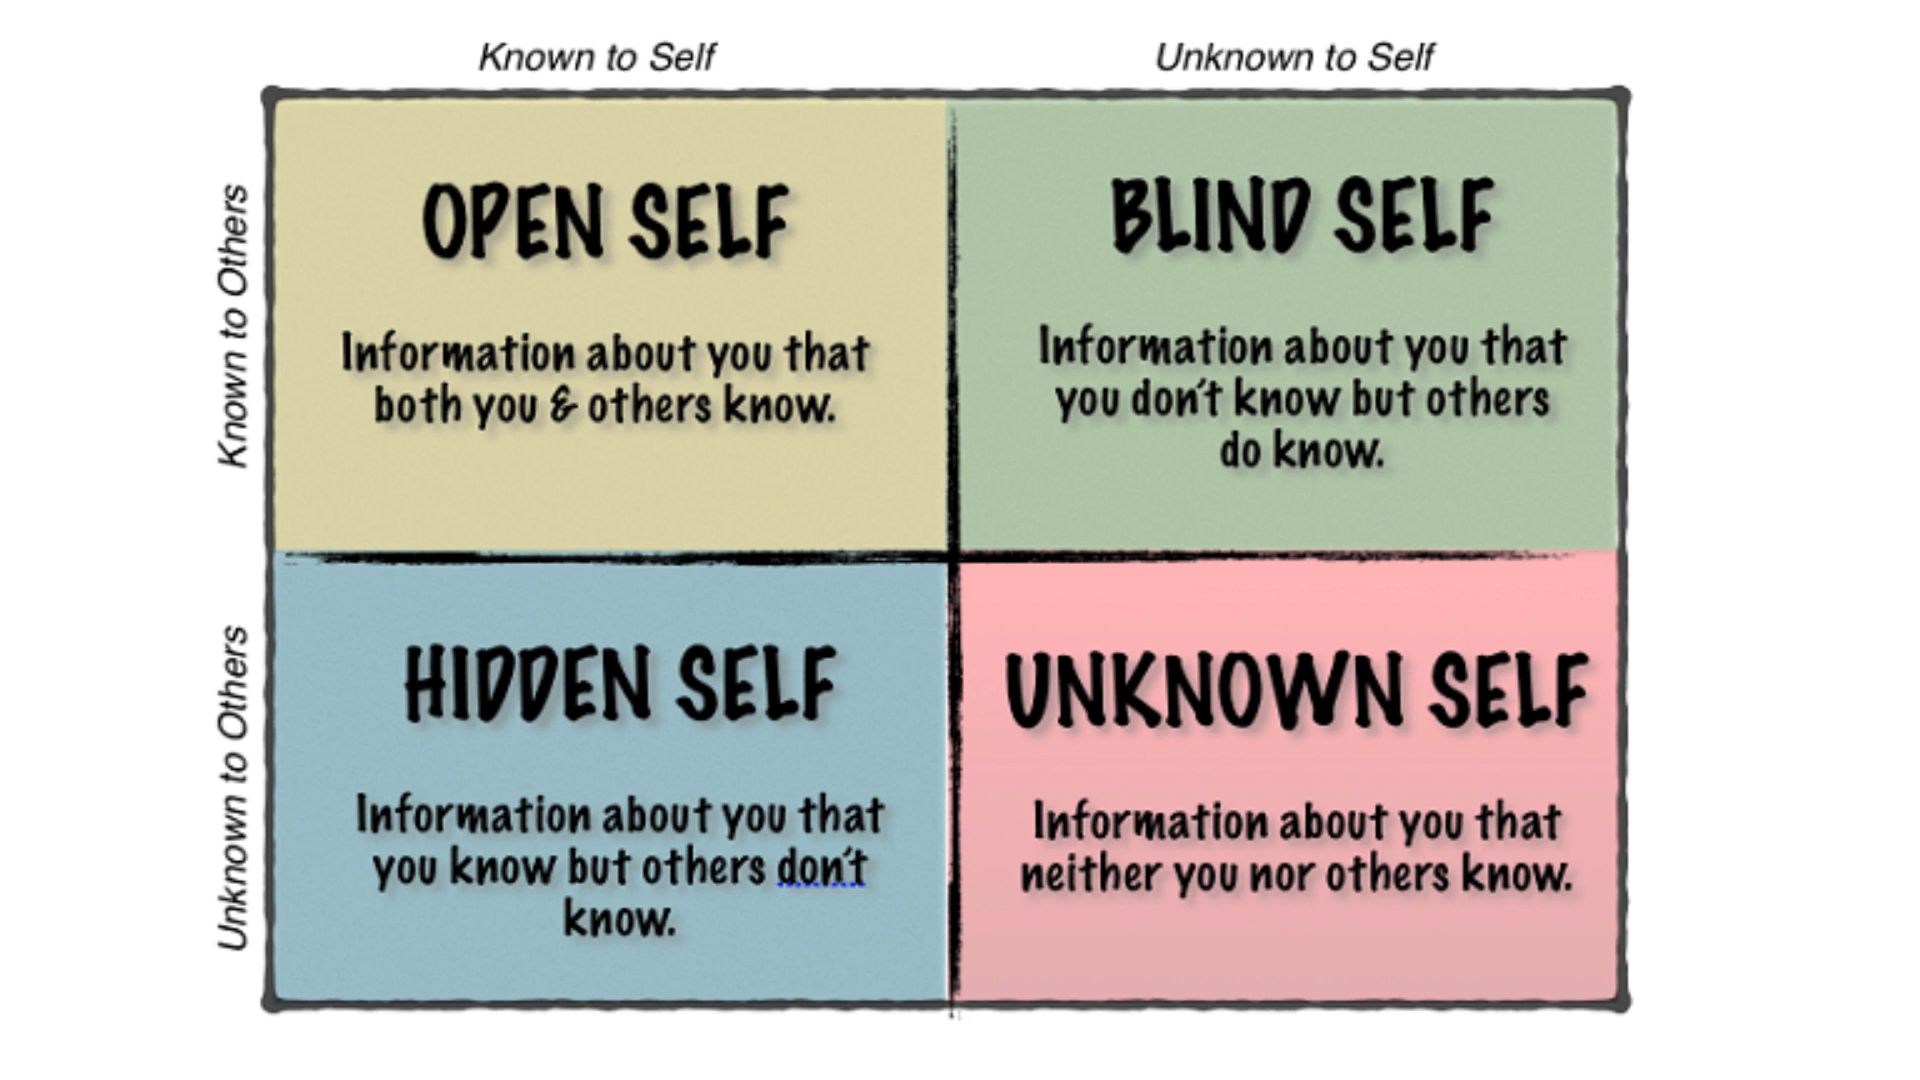 Known to Self
Unknown to Self
Known to Others
OPEN SELF
Information about you that
both you & others know.
BLIND SELF
Information about you that
you don't know but others
do know.
Unknown to Others
HIDDEN SELF
Information about you that
you know but others don't
know.
UNKNOWN SELF
Information about you that
neither you nor others know.